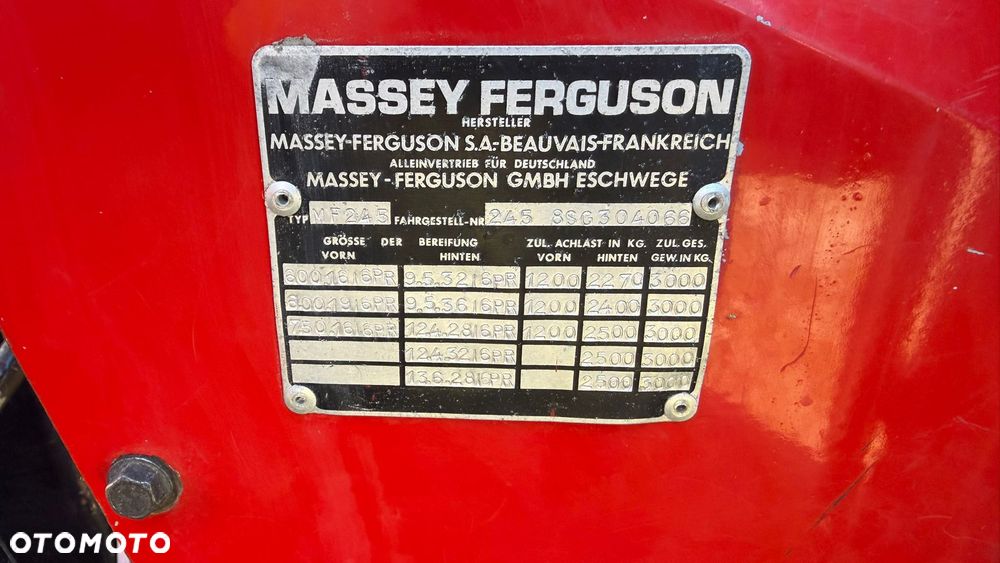 MASSEY FERGUSON
HERSTELLER
MASSEY-FERGUSON S.A.-BEAUVAIS-FRANKREICH
ALLEINVERTRIEB FÜR DEUTSCHLAND
MASSEY-FERGUSON GMBH ESCHWEGE
TYP MF245 FAHRGESTELL-NR 245 8SG304066
GRÖSSE DER BEREIFUNG ZUL. ACHLAST IN KG. ZUL. GES.
VORN HINTEN VORN HINTEN GEW. IN KG.
600.16/6PR 9.5.32/6PR 1200 2270 3000
600.19/6PR 9.5.36/6PR 1200 2400 3000
750.16/6PR 12.4.28/6PR 1200 2500 3000
12.4.32/6PR 2500 3000
13.6.28/6PR 2500 3000
OTOMOTO